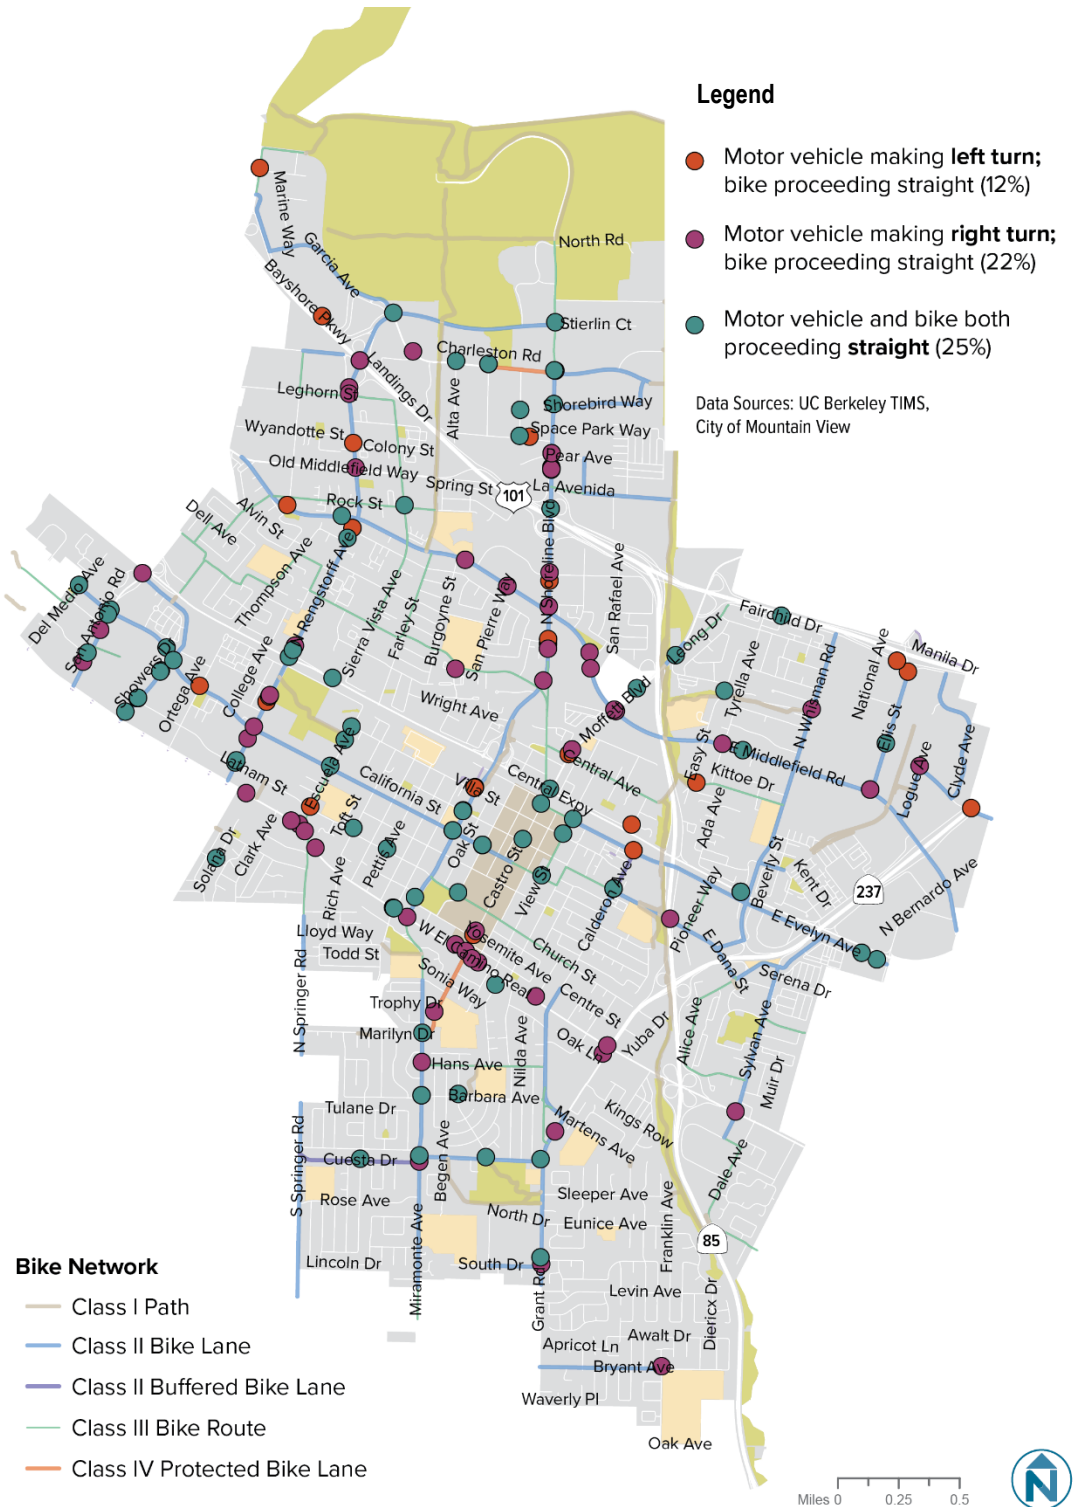 Legend
Motor vehicle making left turn;
bike proceeding straight (12%)
Motor vehicle making right turn;
bike proceeding straight (22%)
Motor vehicle and bike both
proceeding straight (25%)
Data Sources: UC Berkeley TIMS,
City of Mountain View
North Rd
Marine Way
Garcia Ave
Bayshore Pkwy
Stierlin Ct
Charleston Rd
Landings Dr
Leghorn St
Alta Ave
Shorebird Way
Wyandotte St
Colony St
Space Park Way
Old Middlefield Way
Pear Ave
Spring St
101
La Avenida
Rock St
Alvin St
Dell Ave
N Shoreline Blvd
Thompson Ave
N Rengstorff Ave
San Rafael Ave
Del Medio Ave
San Antonio Rd
Sierra Vista Ave
Farley St
Burgoyne St
San Pierre Way
Fairchild Dr
Leong Dr
Manila Dr
National Ave
Tyrella Ave
N Whisman Rd
Showers Dr
Ortega Ave
College Ave
Wright Ave
Moffett Blvd
Ellis St
Easy St
E Middlefield Rd
Logue Ave
Clyde Ave
Central Ave
Kittoe Dr
Latham St
Escuela Ave
California St
Villa St
Central Expy
Ada Ave
Toft St
Solana Dr
Clark Ave
Pettis Ave
Oak St
Castro St
View St
Rich Ave
Calderon Ave
Pioneer Way
Beverly St
Kent Dr
237
N Bernardo Ave
E Evelyn Ave
Lloyd Way
Todd St
W El Camino Real
Yosemite Ave
Church St
E Dana St
Serena Dr
Sonia Way
Centre St
N Springer Rd
Trophy Dr
Marilyn Dr
Nilda Ave
Oak Ln
Yuba Dr
Alice Ave
Sylvan Ave
Hans Ave
Muir Dr
Barbara Ave
Tulane Dr
Kings Row
Martens Ave
S Springer Rd
Cuesta Dr
Begen Ave
Dale Ave
Rose Ave
Sleeper Ave
North Dr
Eunice Ave
Franklin Ave
Miramonte Ave
85
Lincoln Dr
South Dr
Grant Rd
Levin Ave
Diericx Dr
Awalt Dr
Apricot Ln
Bryant Ave
Waverly Pl
Oak Ave
Bike Network
Class I Path
Class II Bike Lane
Class II Buffered Bike Lane
Class III Bike Route
Class IV Protected Bike Lane
Miles 0 0.25 0.5
N